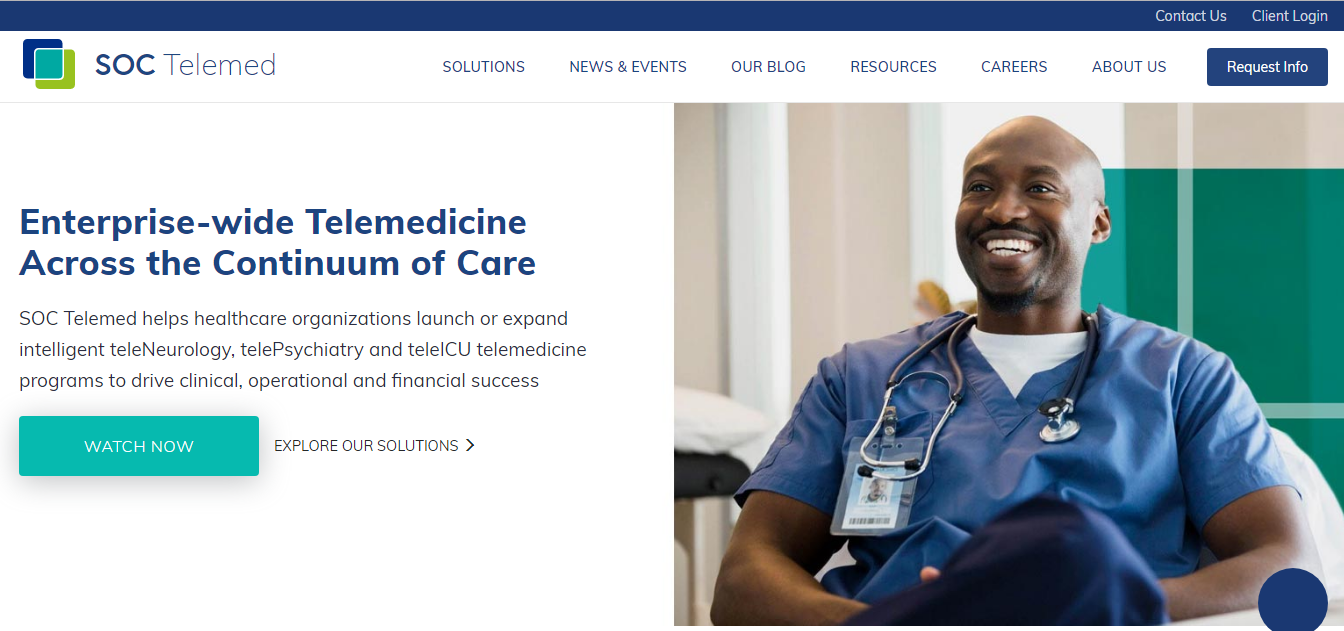 Contact Us
Client Login
SOC Telemed
SOLUTIONS
NEWS & EVENTS
OUR BLOG
RESOURCES
CAREERS
ABOUT US
Request Info
Enterprise-wide Telemedicine
Across the Continuum of Care
SOC Telemed helps healthcare organizations launch or expand
intelligent teleNeurology, telePsychiatry and teleICU telemedicine
programs to drive clinical, operational and financial success
WATCH NOW
EXPLORE OUR SOLUTIONS